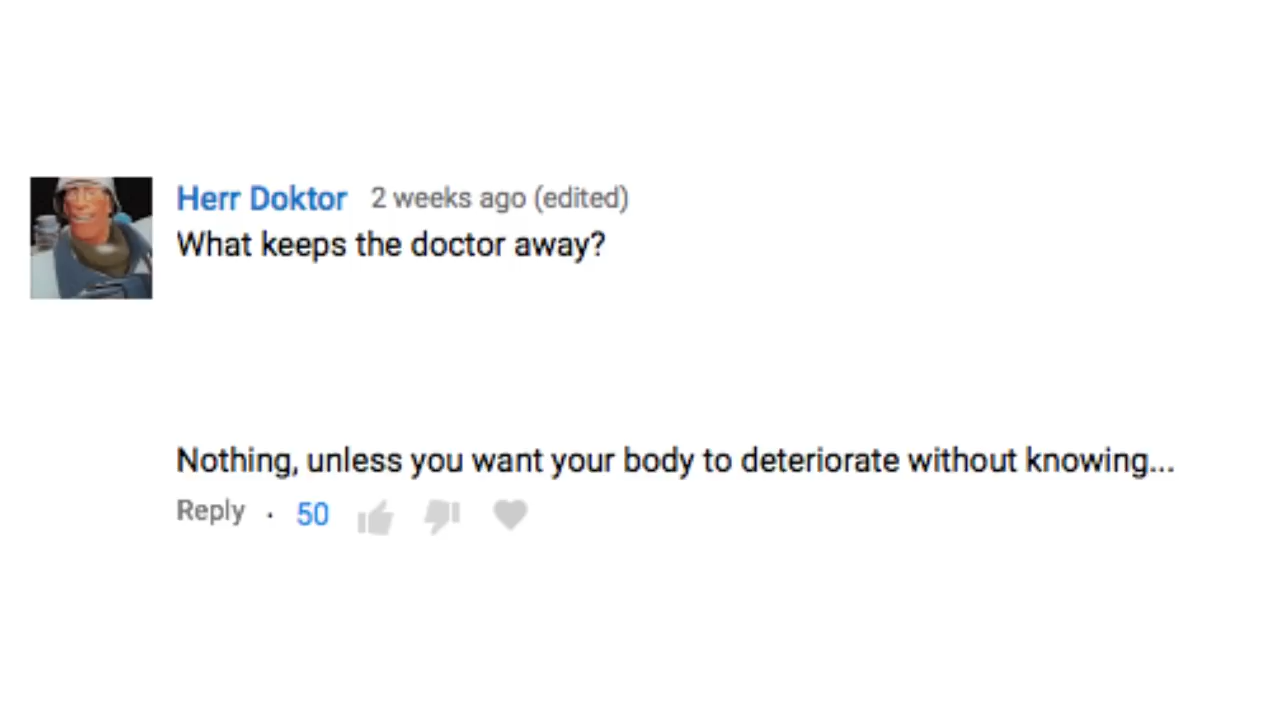 Herr Doktor 2 weeks ago (edited)
What keeps the doctor away?
Nothing, unless you want your body to deteriorate without knowing...
Reply · 50